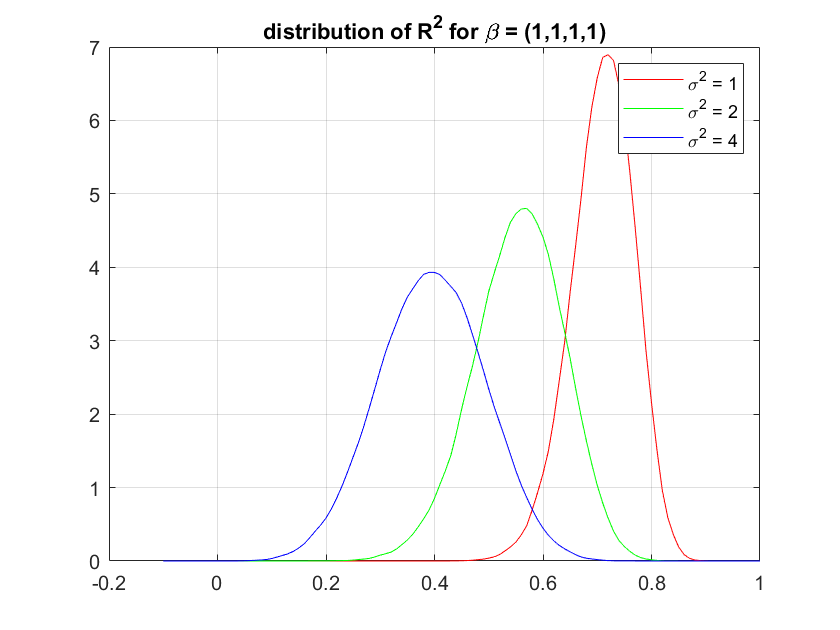 distribution of R² for β = (1,1,1,1)
7
6
5
4
3
2
1
0
-0.2 0 0.2 0.4 0.6 0.8 1
σ² = 1
σ² = 2
σ² = 4